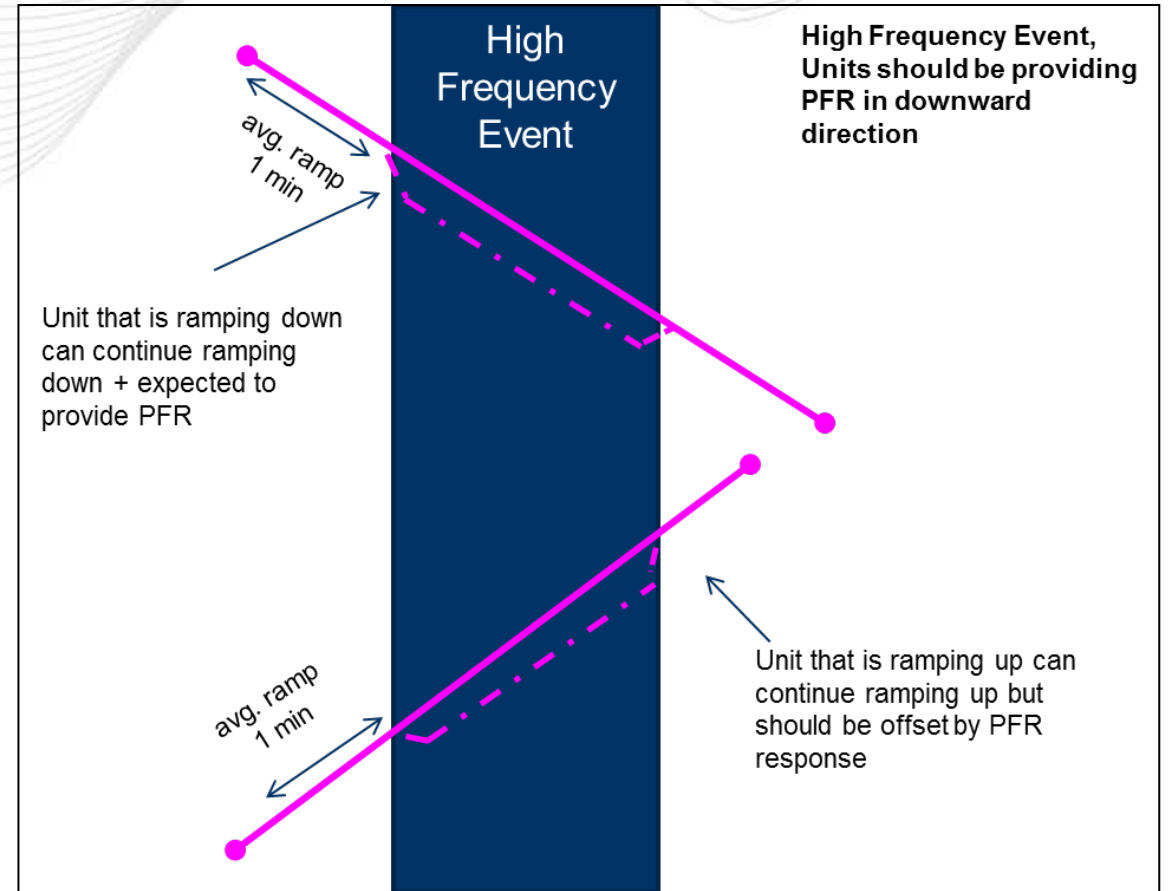 High
Frequency
Event
High Frequency Event,
Units should be providing
PFR in downward
direction
avg. ramp
1 min
Unit that is ramping down
can continue ramping
down + expected to
provide PFR
avg. ramp
1 min
Unit that is ramping up can
continue ramping up but
should be offset by PFR
response